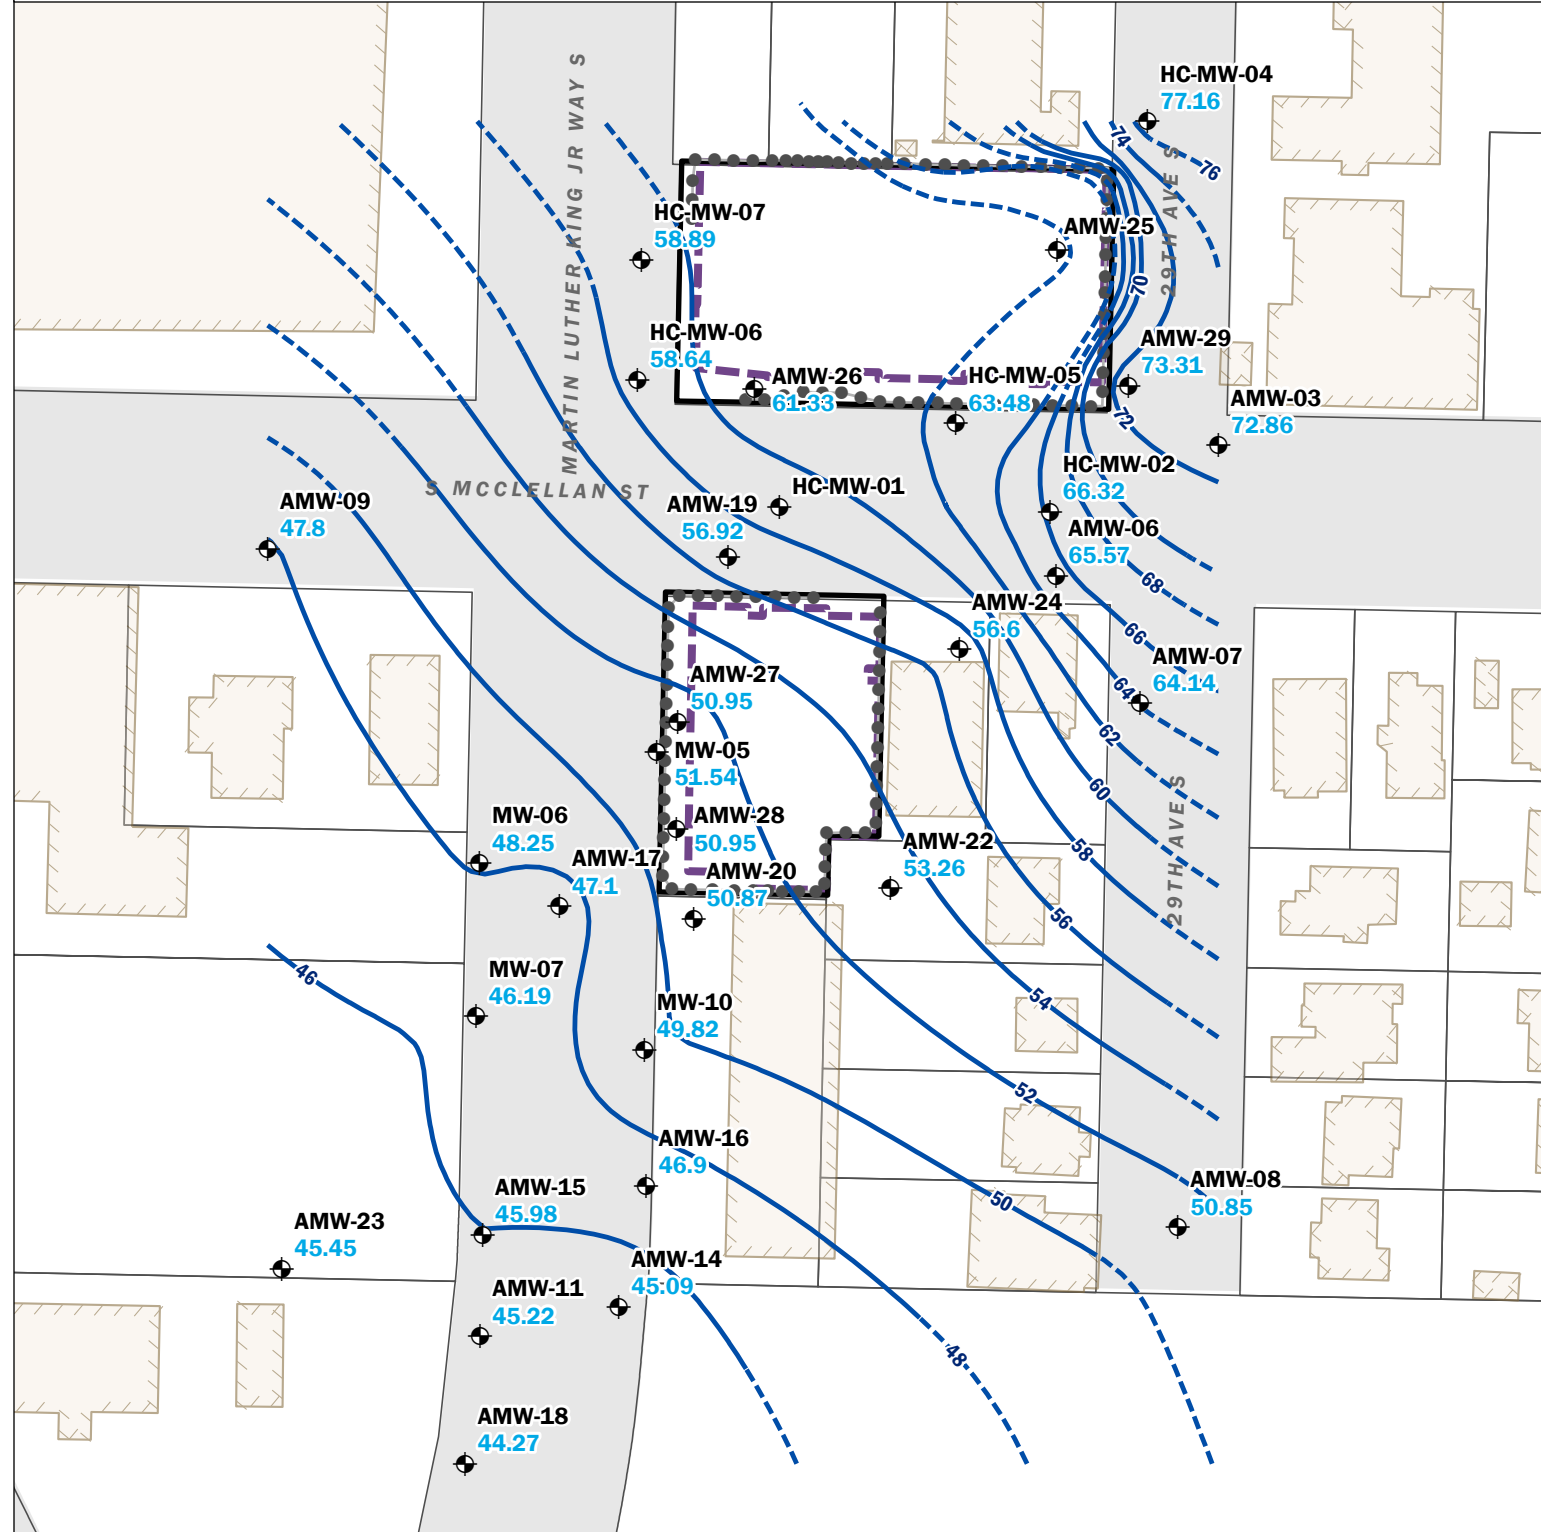 HC-MW-04
77.16
74
76
MARTIN LUTHER KING JR WAY S
29TH AVE S
HC-MW-07
58.89
AMW-25
70
HC-MW-06
58.64
AMW-29
73.31
AMW-26
61.33
HC-MW-05
63.48
AMW-03
72.86
72
S MCCLELLAN ST
HC-MW-02
66.32
AMW-09
47.8
HC-MW-01
AMW-19
56.92
AMW-06
65.57
68
AMW-24
56.6
66
AMW-07
64.14
64
AMW-27
50.95
62
MW-05
51.54
60
29TH AVE S
MW-06
48.25
AMW-28
50.95
AMW-17
47.1
AMW-22
53.26
58
AMW-20
50.87
56
46
MW-07
46.19
MW-10
49.82
54
52
AMW-16
46.9
AMW-15
45.98
50
AMW-08
50.85
AMW-23
45.45
AMW-14
45.09
AMW-11
45.22
48
AMW-18
44.27